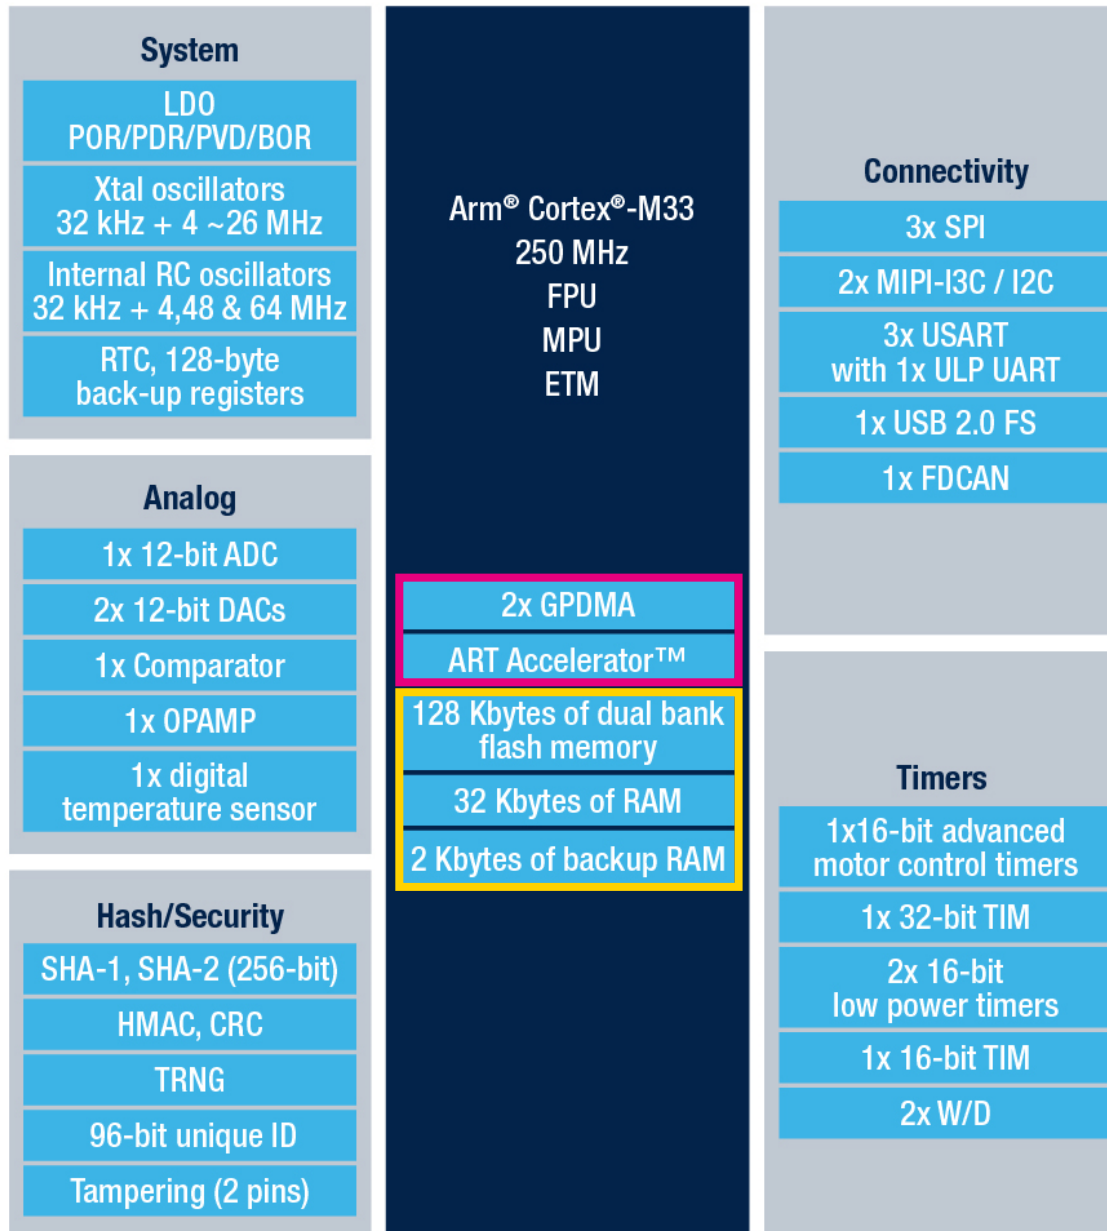 System
LDO
POR/PDR/PVD/BOR
Xtal oscillators
32 kHz + 4 ~26 MHz
Internal RC oscillators
32 kHz + 4,48 & 64 MHz
RTC, 128-byte
back-up registers
Analog
1x 12-bit ADC
2x 12-bit DACs
1x Comparator
1x OPAMP
1x digital
temperature sensor
Hash/Security
SHA-1, SHA-2 (256-bit)
HMAC, CRC
TRNG
96-bit unique ID
Tampering (2 pins)
Arm® Cortex®-M33
250 MHz
FPU
MPU
ETM
2x GPDMA
ART Accelerator™
128 Kbytes of dual bank
flash memory
32 Kbytes of RAM
2 Kbytes of backup RAM
Connectivity
3x SPI
2x MIPI-I3C / I2C
3x USART
with 1x ULP UART
1x USB 2.0 FS
1x FDCAN
Timers
1x16-bit advanced
motor control timers
1x 32-bit TIM
2x 16-bit
low power timers
1x 16-bit TIM
2x W/D